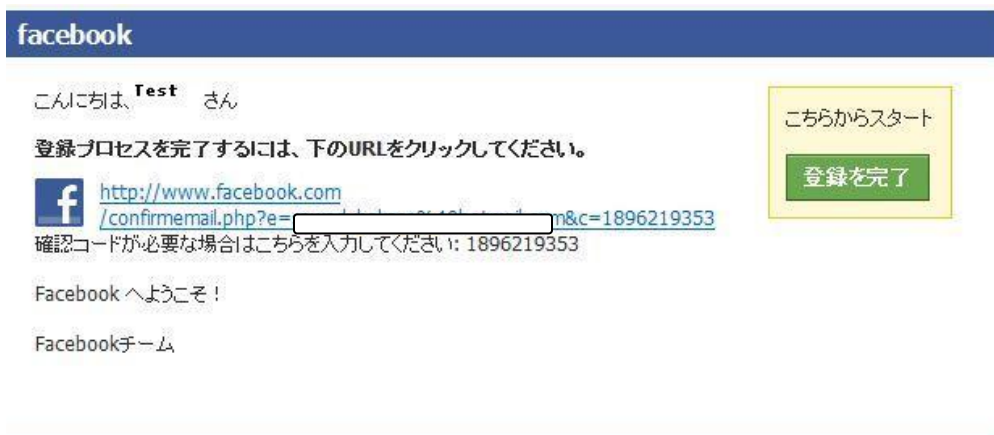 facebook
こんにちは、Test さん
登録プロセスを完了するには、下のURLをクリックしてください。
http://www.facebook.com
/confirmemail.php?e= m&c=1896219353
確認コードが必要な場合はこちらを入力してください: 1896219353
Facebook へようこそ！
Facebookチーム
こちらからスタート
登録を完了